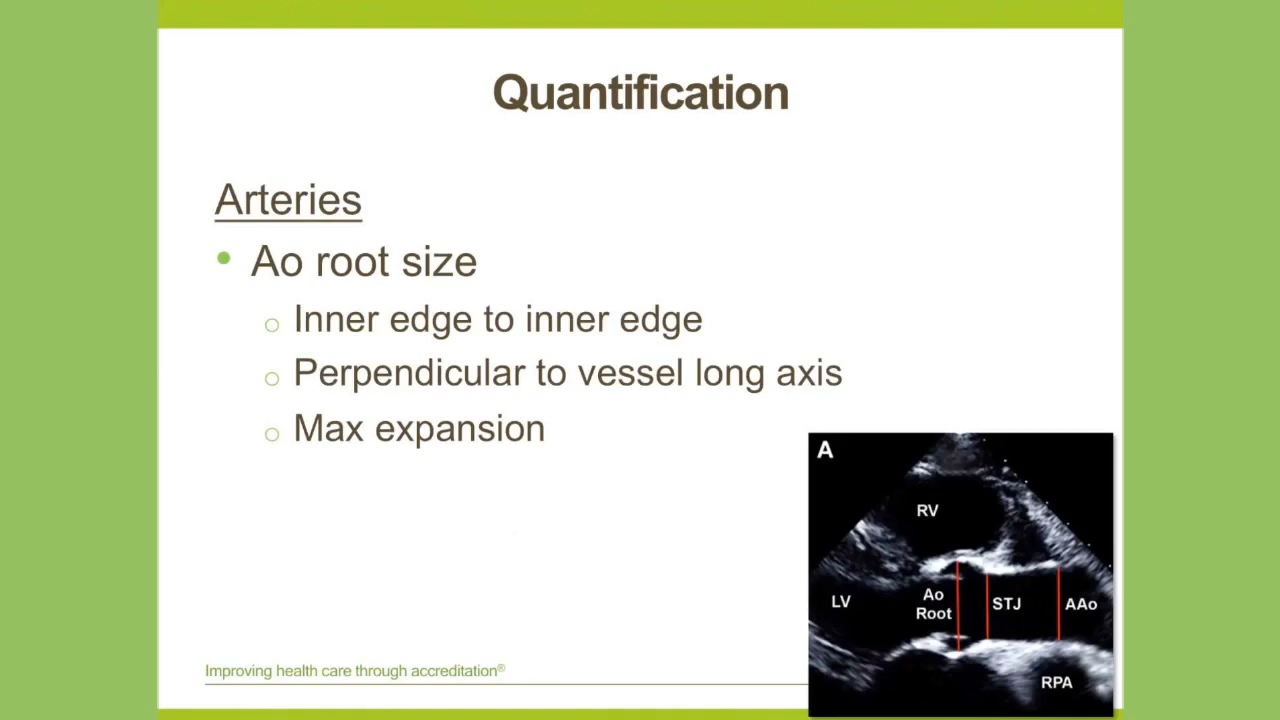 Quantification
Arteries
• Ao root size
o Inner edge to inner edge
o Perpendicular to vessel long axis
o Max expansion
A
RV
LV
Ao
Root
STJ
AAo
RPA
Improving health care through accreditation®